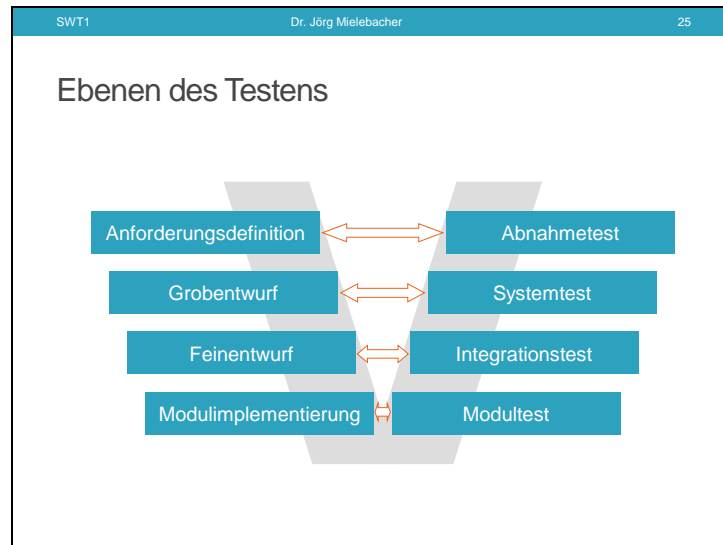 SWT1 Dr. Jörg Mielebacher 25
Ebenen des Testens
Anforderungsdefinition Abnahmetest
Grobentwurf Systemtest
Feinentwurf Integrationstest
Modulimplementierung Modultest